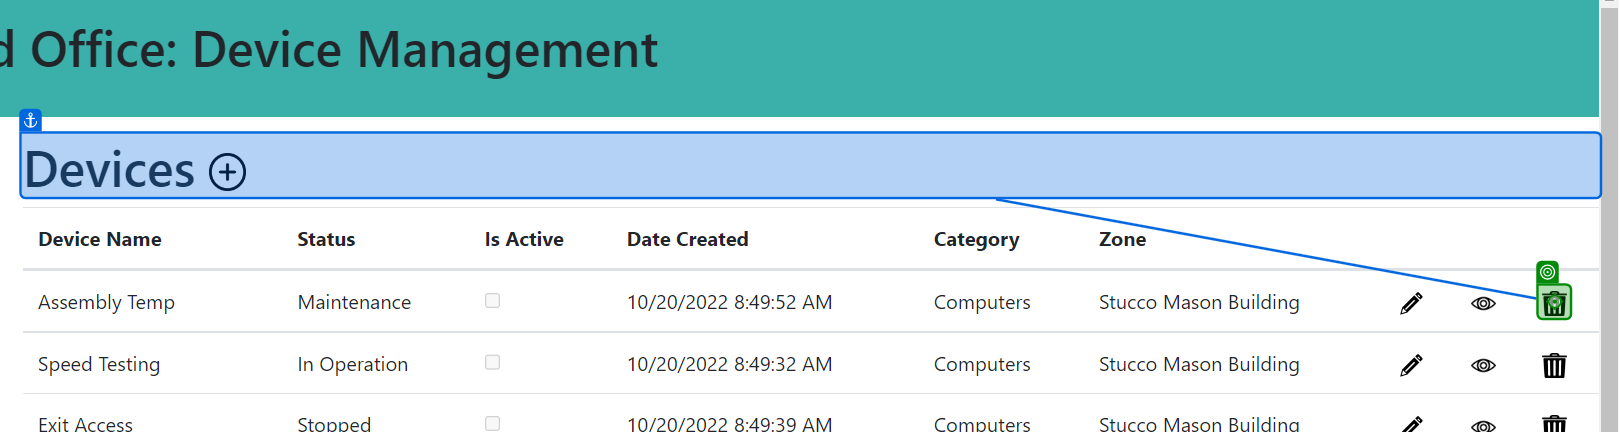 d Office: Device Management
Devices
Device Name Status Is Active Date Created Category Zone
Assembly Temp Maintenance 10/20/2022 8:49:52 AM Computers Stucco Mason Building
Speed Testing In Operation 10/20/2022 8:49:32 AM Computers Stucco Mason Building
Exit Access Stopped 10/20/2022 8:49:39 AM Computers Stucco Mason Building